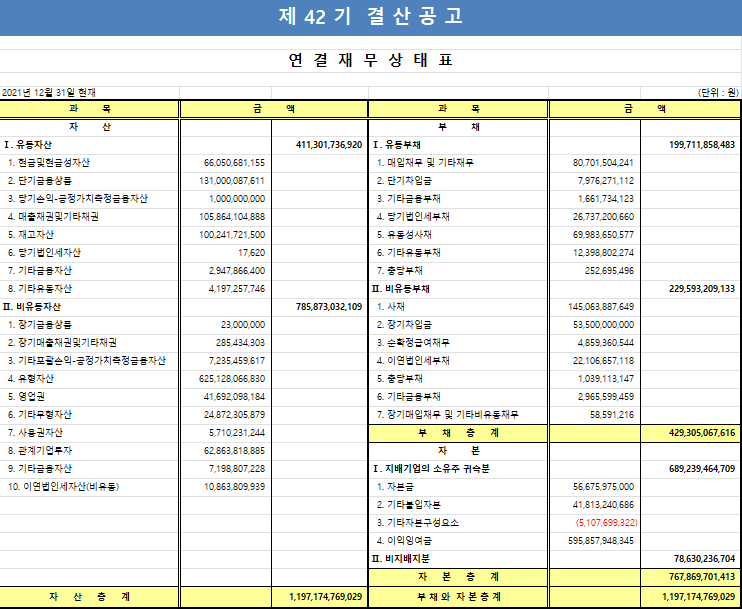 제 42 기 결 산 공 고
연 결 재 무 상 태 표
2021년 12월 31일 현재 (단위 : 원)
과 목 금 액 과 목 금 액
자 산 부 채
Ⅰ. 유동자산 411,301,736,920 Ⅰ. 유동부채 199,711,858,483
1. 현금및현금성자산 66,050,681,155 1. 매입채무 및 기타채무 80,701,504,241
2. 단기금융상품 131,000,087,611 2. 단기차입금 7,976,271,112
3. 당기손익-공정가치측정금융자산 1,000,000,000 3. 기타금융부채 1,661,734,123
4. 매출채권및기타채권 105,864,104,888 4. 당기법인세부채 26,737,200,660
5. 재고자산 100,241,721,500 5. 유동성사채 69,983,650,577
6. 당기법인세자산 17,620 6. 기타유동부채 12,398,802,274
7. 기타금융자산 2,947,866,400 7. 충당부채 252,695,496
8. 기타유동자산 4,197,257,746 Ⅱ. 비유동부채 229,593,209,133
Ⅱ. 비유동자산 785,873,032,109 1. 사채 145,063,887,649
1. 장기금융상품 23,000,000 2. 장기차입금 53,500,000,000
2. 장기매출채권및기타채권 285,434,303 3. 순확정급여채무 4,859,360,544
3. 기타포괄손익-공정가치측정금융자산 7,235,459,617 4. 이연법인세부채 22,106,657,118
4. 유형자산 625,128,066,830 5. 충당부채 1,039,113,147
5. 영업권 41,692,098,184 6. 기타금융부채 2,965,599,459
6. 기타무형자산 24,872,305,879 7. 장기매입채무 및 기타비유동채무 58,591,216
7. 사용권자산 5,710,231,244 부 채 총 계 429,305,067,616
8. 관계기업투자 62,863,818,885 자 본
9. 기타금융자산 7,198,807,228 Ⅰ. 지배기업의 소유주 귀속분 689,239,464,709
10. 이연법인세자산(비유동) 10,863,809,939 1. 자본금 56,675,975,000
2. 기타불입자본 41,813,240,686
3. 기타자본구성요소 (5,107,699,322)
4. 이익잉여금 595,857,948,345
Ⅱ. 비지배지분 78,630,236,704
자 본 총 계 767,869,701,413
자 산 총 계 1,197,174,769,029 부 채 와 자 본 총 계 1,197,174,769,029